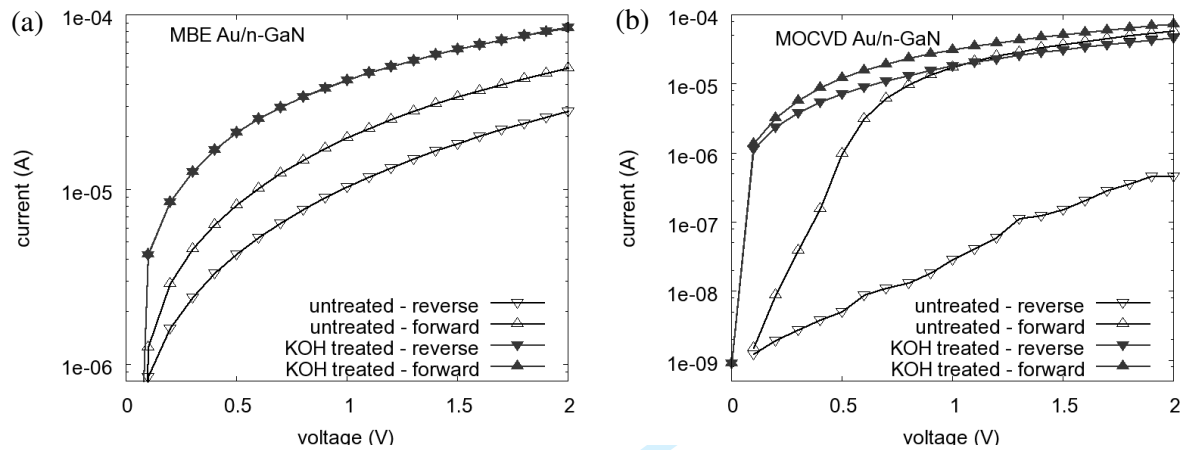 (a)
MBE Au/n-GaN
1e-04
1e-05
1e-06
current (A)
untreated - reverse
untreated - forward
KOH treated - reverse
KOH treated - forward
0
0.5
1
1.5
2
voltage (V)
(b)
MOCVD Au/n-GaN
1e-04
1e-05
1e-06
1e-07
1e-08
1e-09
current (A)
untreated - reverse
untreated - forward
KOH treated - reverse
KOH treated - forward
0
0.5
1
1.5
2
voltage (V)